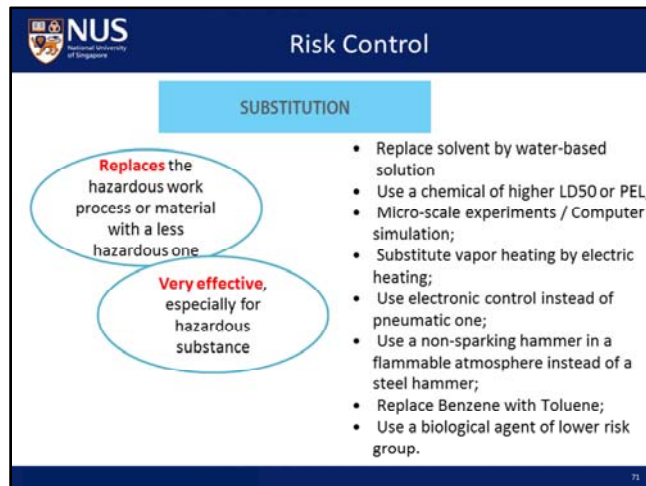 NUS
National University
of Singapore
Risk Control
SUBSTITUTION
Replaces the
hazardous work
process or material
with a less
hazardous one
Very effective,
especially for
hazardous
substance
• Replace solvent by water-based
solution
• Use a chemical of higher LD50 or PEL;
• Micro-scale experiments / Computer
simulation;
• Substitute vapor heating by electric
heating;
• Use electronic control instead of
pneumatic one;
• Use a non-sparking hammer in a
flammable atmosphere instead of a
steel hammer;
• Replace Benzene with Toluene;
• Use a biological agent of lower risk
group.
71